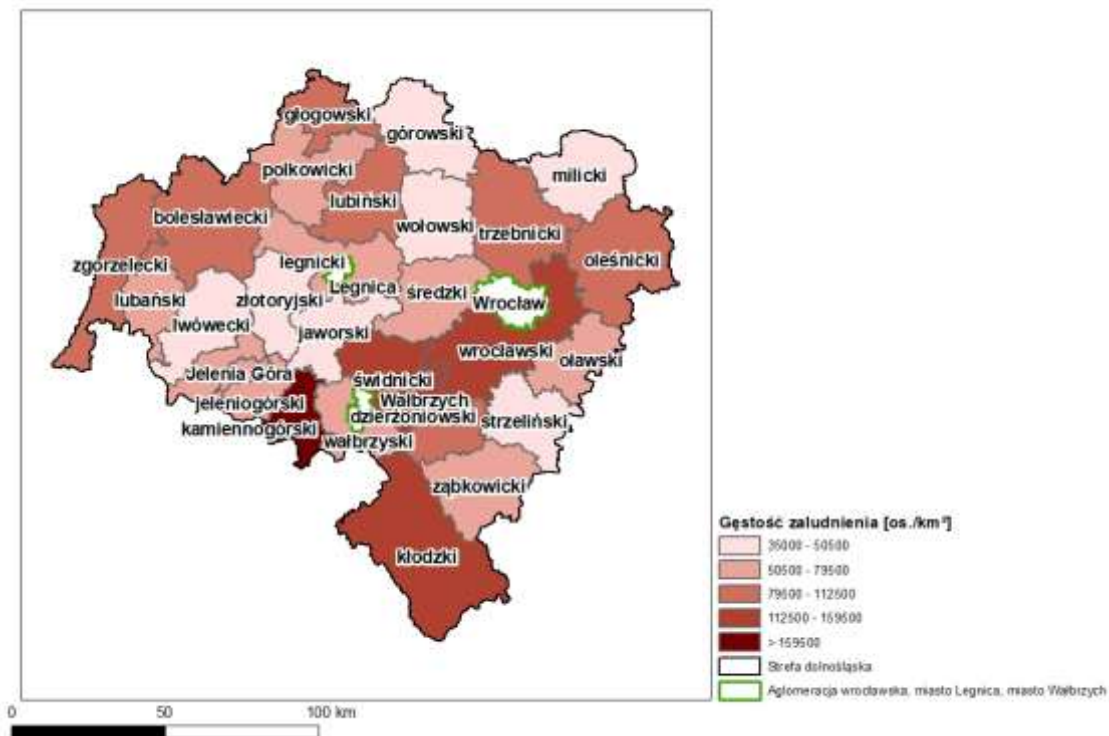 głogowski
górowski
polkowicki
milicki
lubiński
bolesławiecki
wołowski
trzebnicki
oleśnicki
zgorzelecki
legnicki
lubański
złotoryjski
Legnica
średzki
Wrocław
lwówecki
jaworski
wrocławski
oławski
Jelenia Góra
świdnicki
jeleniogórski
Wałbrzych
dzierżoniowski
strzeliński
kamiennogórski
wałbrzyski
ząbkowicki
kłodzki
Gęstość zaludnienia [os./km²]
35000 - 50500
50500 - 79500
79500 - 112500
112500 - 159500
> 159500
Strefa dolnośląska
Aglomeracja wrocławska, miasto Legnica, miasto Wałbrzych
0 50 100 km